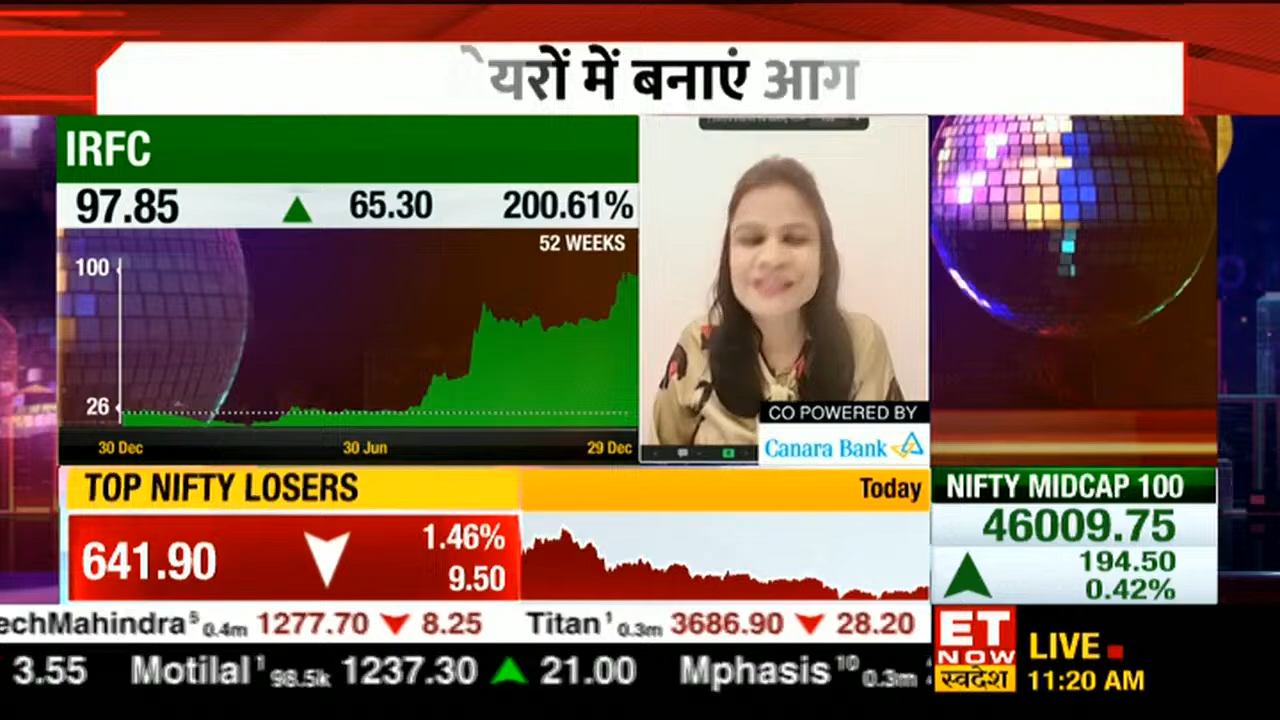 यरों में बनाएं आग
IRFC
97.85 ▲ 65.30 200.61%
52 WEEKS
100
26
30 Dec 30 Jun 29 Dec
CO POWERED BY
Canara Bank
TOP NIFTY LOSERS Today
641.90 ▼ 1.46%
9.50
NIFTY MIDCAP 100
46009.75
▲ 194.50
0.42%
echMahindra 5 0.4m 1277.70 ▼ 8.25 Titan 1 0.3m 3686.90 ▼ 28.20
3.55 Motilal 1 98.5k 1237.30 ▲ 21.00 Mphasis 10 0.3m
ET
NOW
स्वदेश
LIVE
11:20 AM